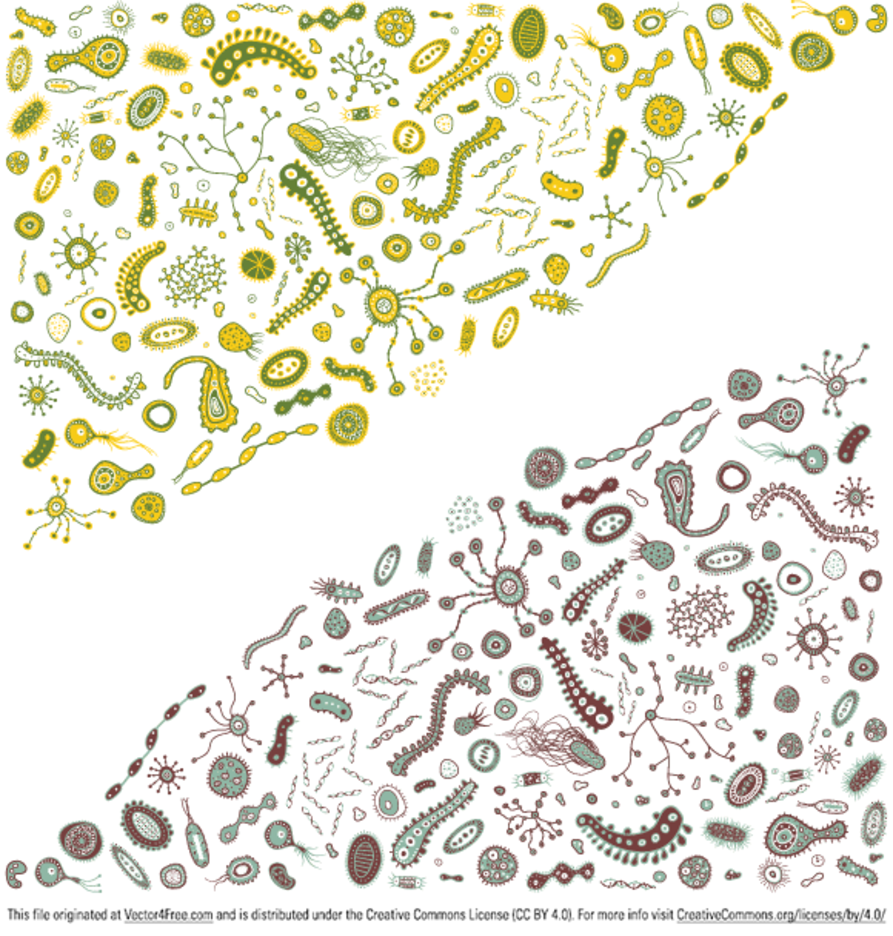 This file originated at Vector4Free.com and is distributed under the Creative Commons License (CC BY 4.0). For more info visit CreativeCommons.org/licenses/by/4.0/